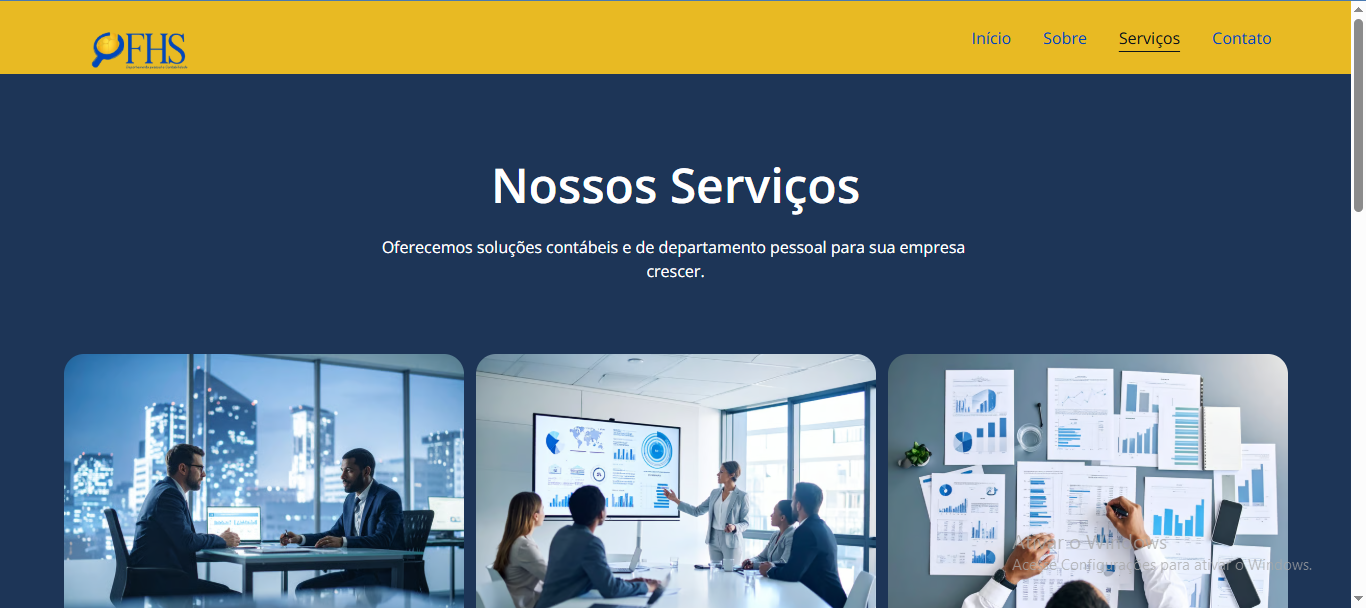 FHS
Início
Sobre
Serviços
Contato
Nossos Serviços
Oferecemos soluções contábeis e de departamento pessoal para sua empresa
crescer.
Ativar o Windows
Acesse Configurações para ativar o Windows.